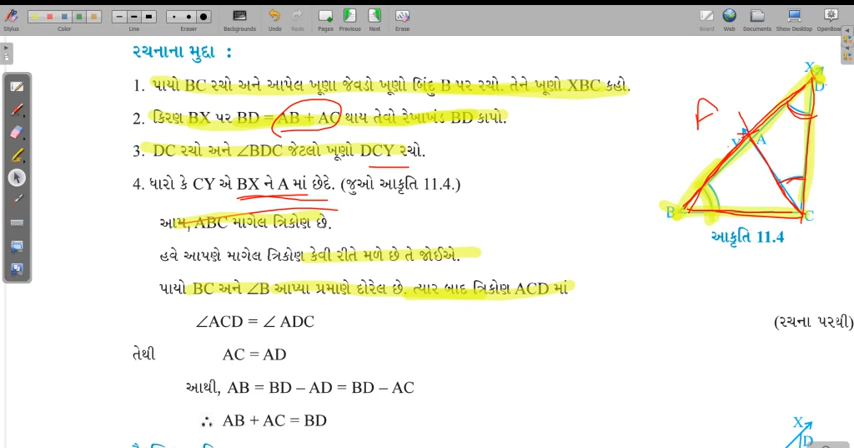 Stylus
Color
Line
Eraser
Backgrounds
Undo
Redo
Pages
Previous
Next
Erase
Board
Web
Documents
Show Desktop
OpenBoard
રચનાના મુદ્દા :
1. પાયો BC રચો અને આપેલ ખૂણા જેવડો ખૂણો બિંદુ B પર રચો. તેને ખૂણો XBC કહો.
2. કિરણ BX પર BD = AB + AC થાય તેવો રેખાખંડ BD કાપો.
3. DC રચો અને ∠BDC જેટલો ખૂણો DCY રચો.
4. ધારો કે CY એ BX ને A માં છેદે. (જુઓ આકૃતિ 11.4.)
આમ, ABC માગેલ ત્રિકોણ છે.
હવે આપણે માગેલ ત્રિકોણ કેવી રીતે મળે છે તે જોઈએ.
પાયો BC અને ∠B આપ્યા પ્રમાણે દોરેલ છે. ત્યાર બાદ ત્રિકોણ ACD માં
∠ACD = ∠ ADC (રચના પરથી)
તેથી AC = AD
આથી, AB = BD – AD = BD – AC
∴ AB + AC = BD
A
X
D
Y
A
B
C
આકૃતિ 11.4
X
D